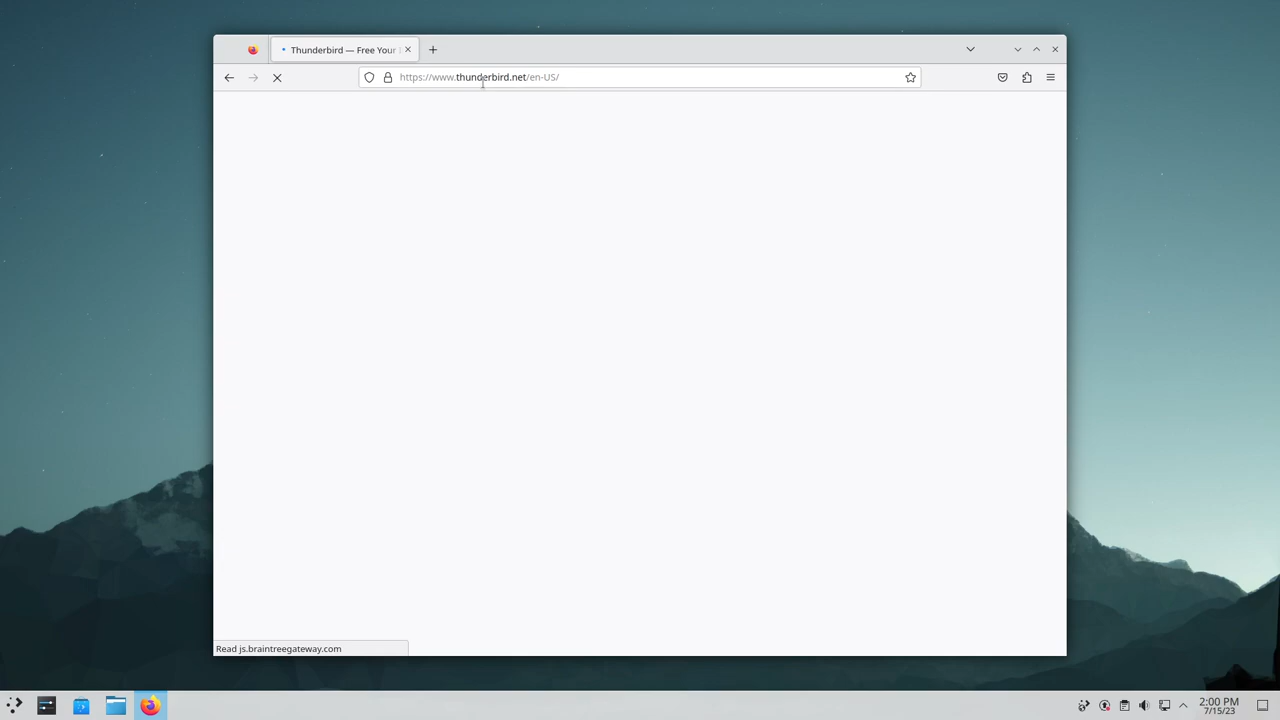 Thunderbird — Free Your
https://www.thunderbird.net/en-US/
Read js.braintreegateway.com
2:00 PM
7/15/23